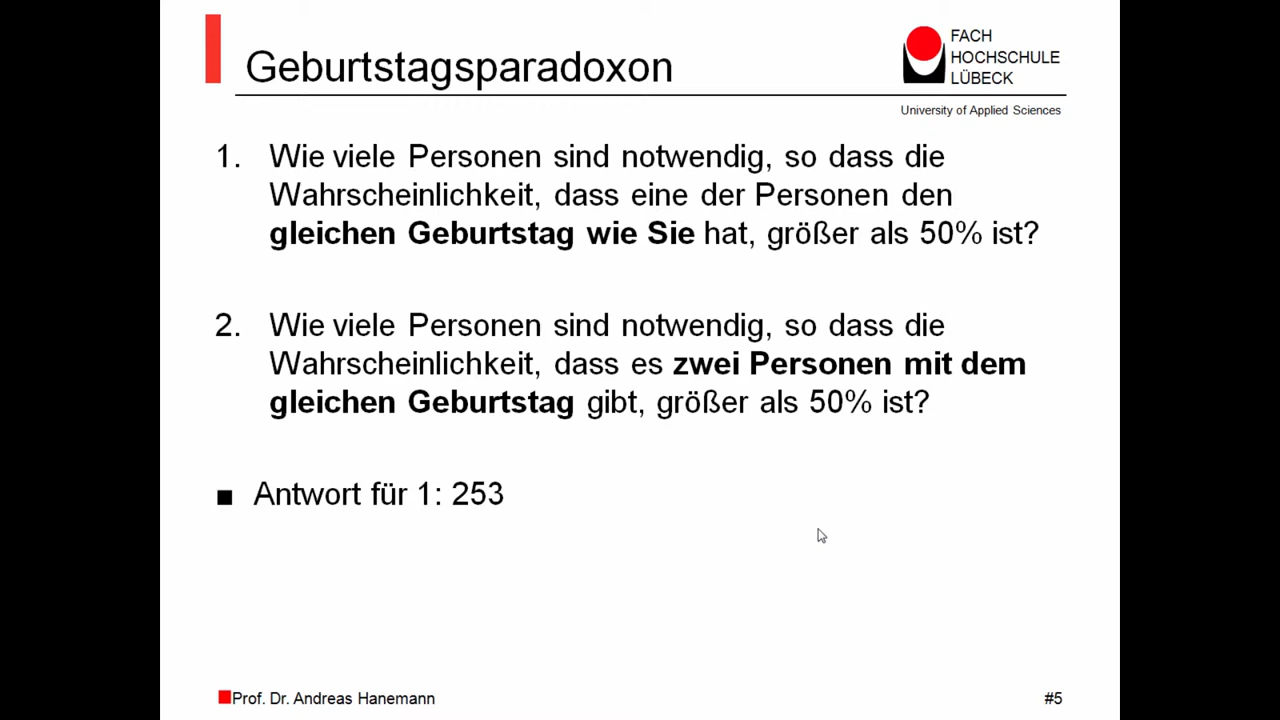 Geburtstagsparadoxon
FACH
HOCHSCHULE
LÜBECK
University of Applied Sciences
1. Wie viele Personen sind notwendig, so dass die
Wahrscheinlichkeit, dass eine der Personen den
gleichen Geburtstag wie Sie hat, größer als 50% ist?
2. Wie viele Personen sind notwendig, so dass die
Wahrscheinlichkeit, dass es zwei Personen mit dem
gleichen Geburtstag gibt, größer als 50% ist?
■ Antwort für 1: 253
Prof. Dr. Andreas Hanemann
#5